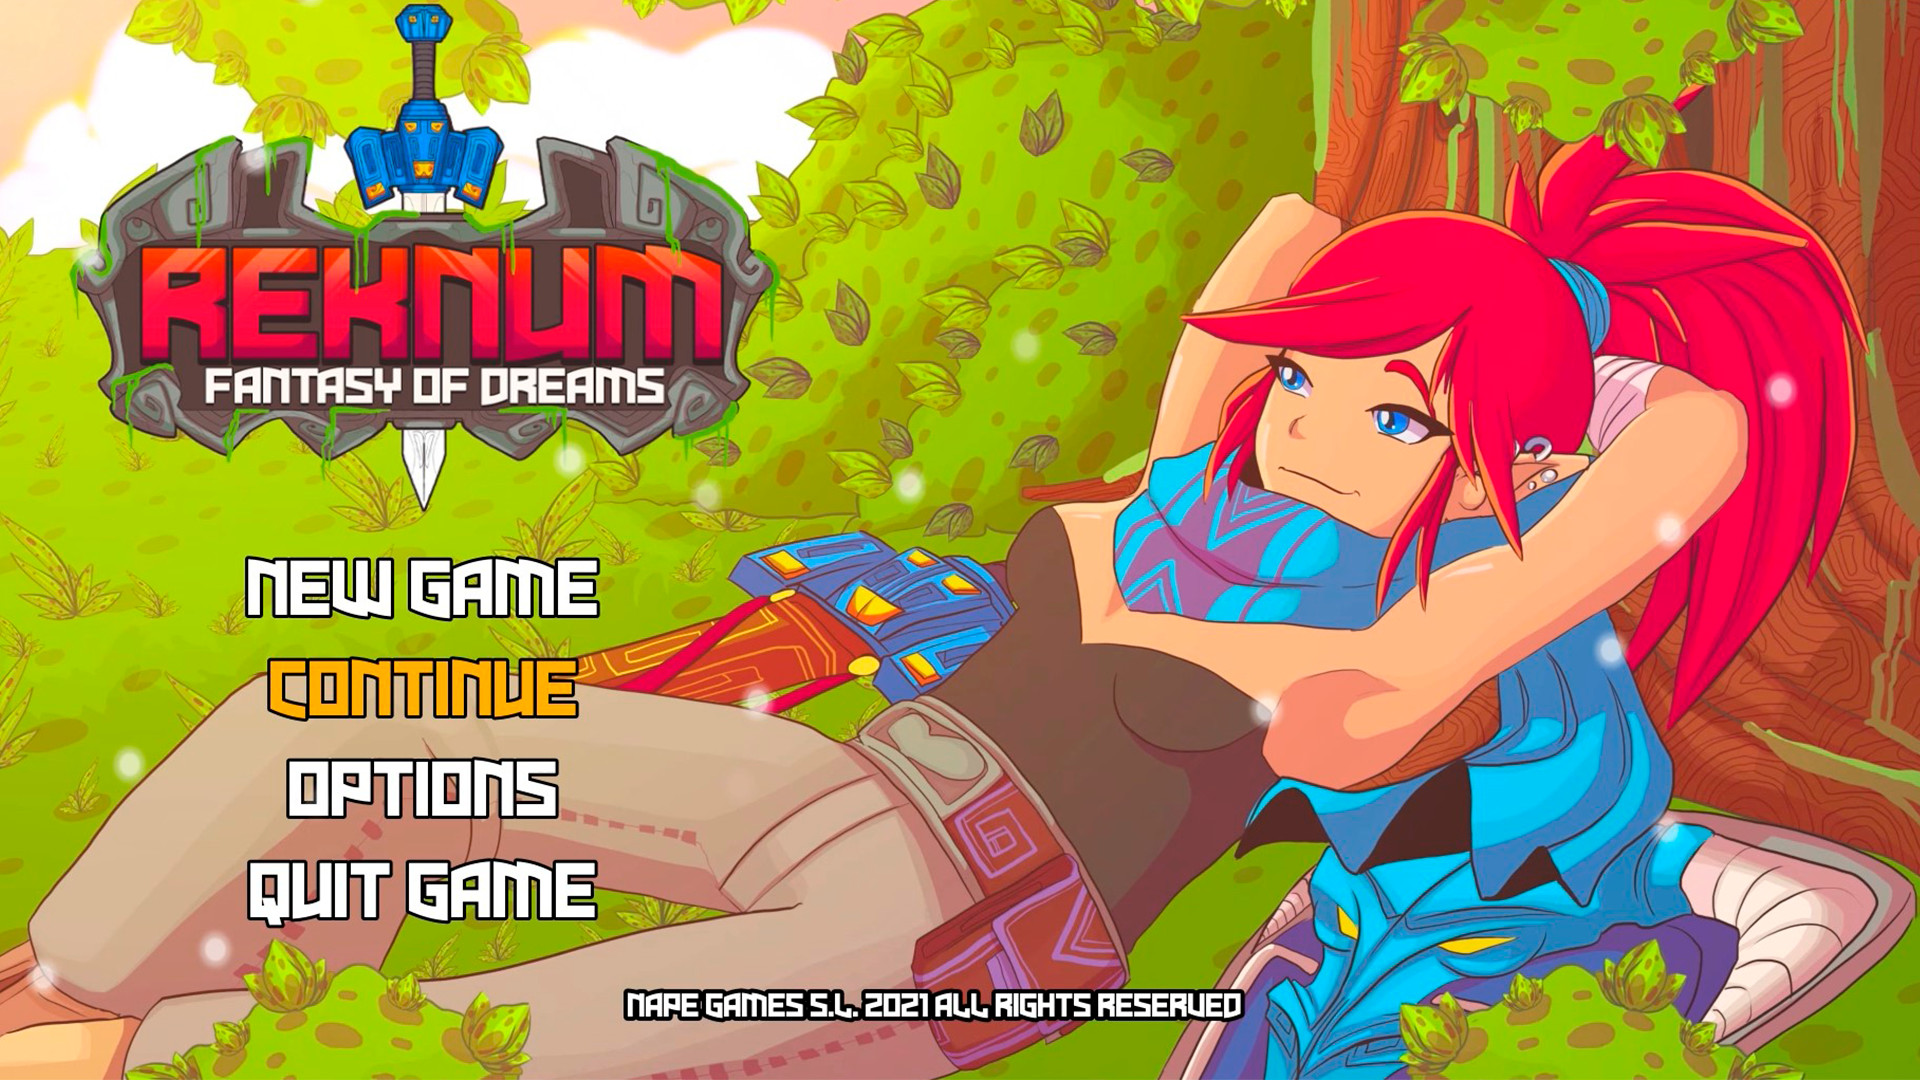 REKNUM
FANTASY OF DREAMS
NEW GAME
CONTINUE
OPTIONS
QUIT GAME
NAPE GAMES S.L. 2021 ALL RIGHTS RESERVED